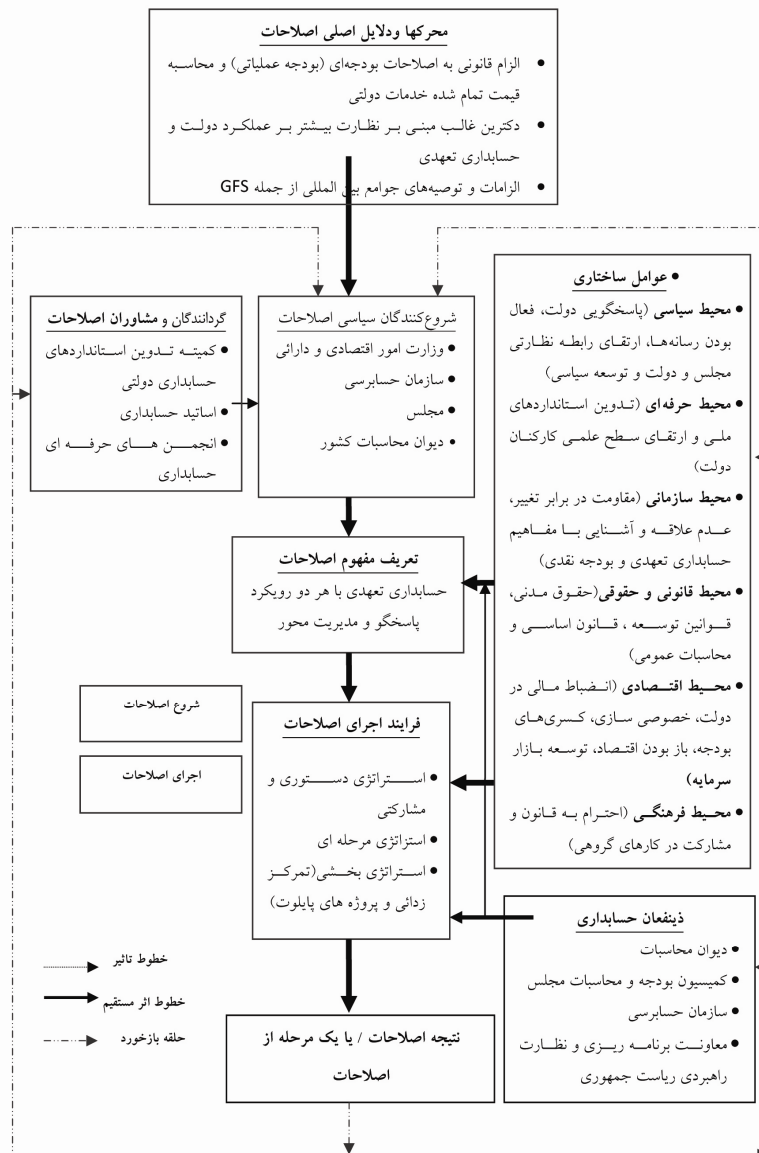 محرکها ودلایل اصلی اصلاحات
• الزام قانونی به اصلاحات بودجه‌ای (بودجه عملیاتی) و محاسبه
قیمت تمام شده خدمات دولتی
• دکترین غالب مبنی بر نظارت بیشتر بر عملکرد دولت و
حسابداری تعهدی
• الزامات و توصیه‌های جوامع بین المللی از جمله GFS
• عوامل ساختاری
• محیط سیاسی (پاسخگویی دولت، فعال
بودن رسانه‌ها، ارتقای رابطه نظارتی
مجلس و دولت و توسعه سیاسی)
• محیط حرفه‌ای (تدوین استانداردهای
ملی و ارتقای سطح علمی کارکنان
دولت)
• محیط سازمانی (مقاومت در برابر تغییر،
عدم علاقه و آشنایی با مفاهیم
حسابداری تعهدی و بودجه نقدی)
• محیط قانونی و حقوقی(حقوق مدنی،
قوانین توسعه ، قانون اساسی و
محاسبات عمومی)
• محیط اقتصادی (انضباط مالی در
دولت، خصوصی سازی، کسری‌های
بودجه، باز بودن اقتصاد، توسعه بازار
سرمایه)
• محیط فرهنگی (احترام به قانون و
مشارکت در کارهای گروهی)
شروع‌کنندگان سیاسی اصلاحات
• وزارت امور اقتصادی و دارائی
• سازمان حسابرسی
• مجلس
• دیوان محاسبات کشور
گردانندگان و مشاوران اصلاحات
• کمیته تدوین استانداردهای
حسابداری دولتی
• اساتید حسابداری
• انجمن های حرفه ای
حسابداری
تعریف مفهوم اصلاحات
حسابداری تعهدی با هر دو رویکرد
پاسخگو و مدیریت محور
شروع اصلاحات
اجرای اصلاحات
فرایند اجرای اصلاحات
• استراتژی دستوری و
مشارکتی
• استزاتژی مرحله ای
• استراتژی بخشی(تمرکز
زدائی و پروژه های پایلوت)
ذینفعان حسابداری
• دیوان محاسبات
• کمیسیون بودجه و محاسبات مجلس
• سازمان حسابرسی
• معاونت برنامه ریزی و نظارت
راهبردی ریاست جمهوری
خطوط تاثیر
خطوط اثر مستقیم
حلقه بازخورد
نتیجه اصلاحات / یا یک مرحله از
اصلاحات